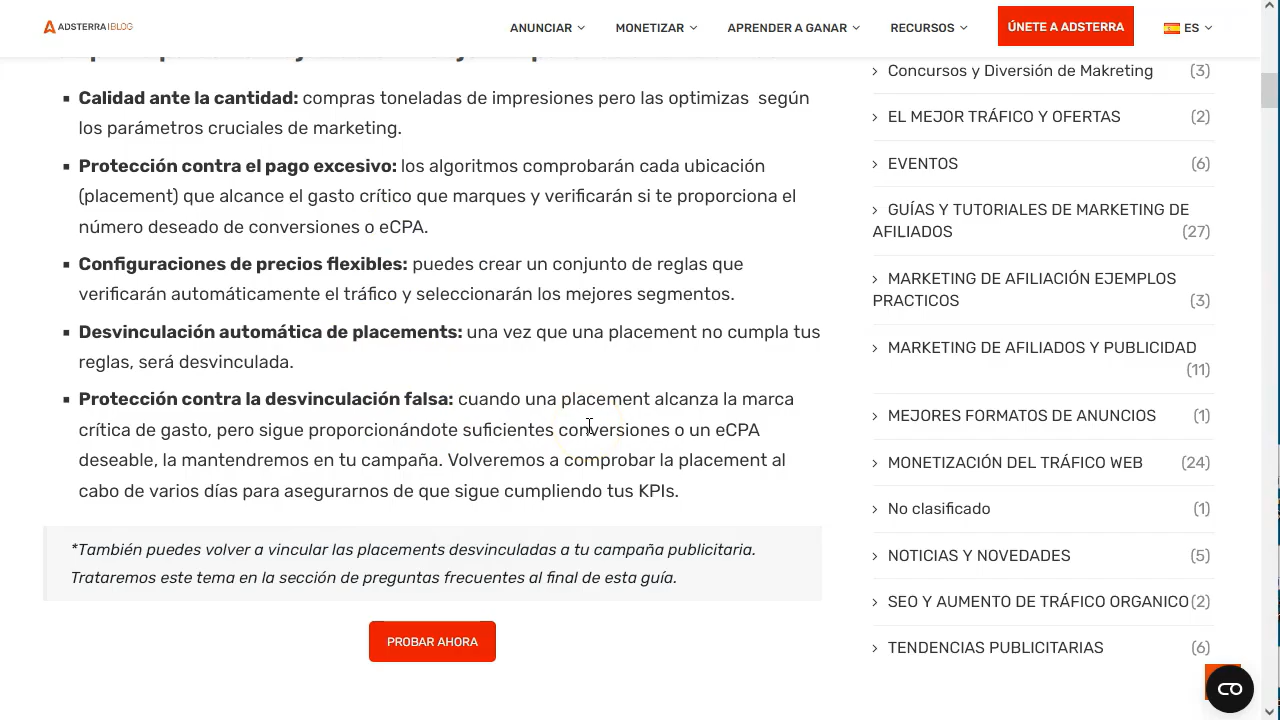 ADSTERRA|BLOG
ANUNCIAR
MONETIZAR
APRENDER A GANAR
RECURSOS
ÚNETE A ADSTERRA
ES
▪ Calidad ante la cantidad: compras toneladas de impresiones pero las optimizas según
los parámetros cruciales de marketing.
▪ Protección contra el pago excesivo: los algoritmos comprobarán cada ubicación
(placement) que alcance el gasto crítico que marques y verificarán si te proporciona el
número deseado de conversiones o eCPA.
▪ Configuraciones de precios flexibles: puedes crear un conjunto de reglas que
verificarán automáticamente el tráfico y seleccionarán los mejores segmentos.
▪ Desvinculación automática de placements: una vez que una placement no cumpla tus
reglas, será desvinculada.
▪ Protección contra la desvinculación falsa: cuando una placement alcanza la marca
crítica de gasto, pero sigue proporcionándote suficientes conversiones o un eCPA
deseable, la mantendremos en tu campaña. Volveremos a comprobar la placement al
cabo de varios días para asegurarnos de que sigue cumpliendo tus KPIs.
*También puedes volver a vincular las placements desvinculadas a tu campaña publicitaria.
Trataremos este tema en la sección de preguntas frecuentes al final de esta guía.
PROBAR AHORA
Concursos y Diversión de Makreting (3)
EL MEJOR TRÁFICO Y OFERTAS (2)
EVENTOS (6)
GUÍAS Y TUTORIALES DE MARKETING DE
AFILIADOS (27)
MARKETING DE AFILIACIÓN EJEMPLOS
PRACTICOS (3)
MARKETING DE AFILIADOS Y PUBLICIDAD
(11)
MEJORES FORMATOS DE ANUNCIOS (1)
MONETIZACIÓN DEL TRÁFICO WEB (24)
No clasificado (1)
NOTICIAS Y NOVEDADES (5)
SEO Y AUMENTO DE TRÁFICO ORGANICO (2)
TENDENCIAS PUBLICITARIAS (6)